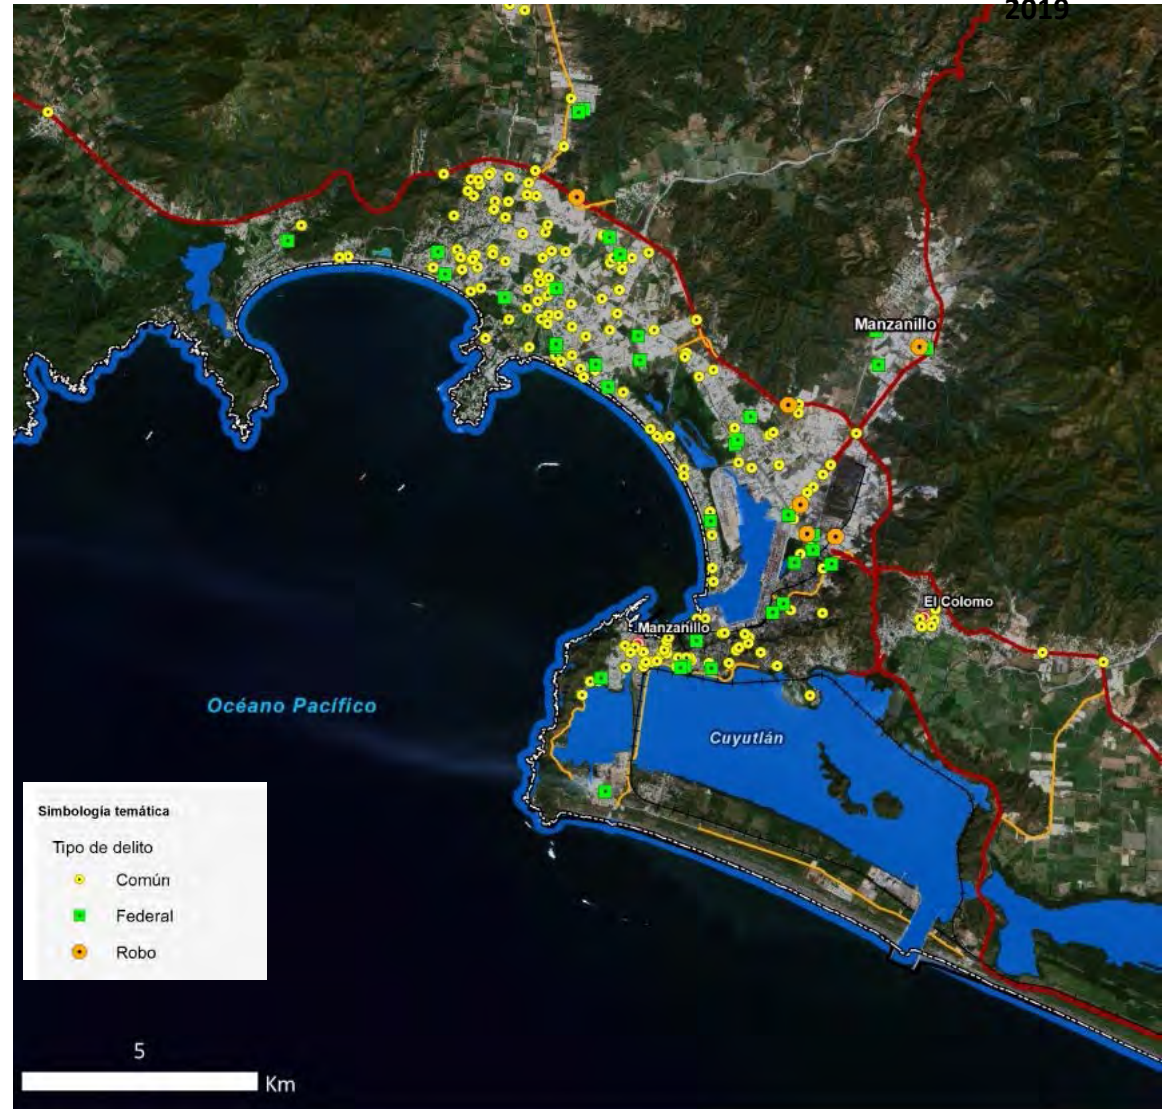 2019
Manzanillo
El Colomo
Manzanillo
Océano Pacífico
Cuyutlán
Simbología temática
Tipo de delito
Común
Federal
Robo
5
Km